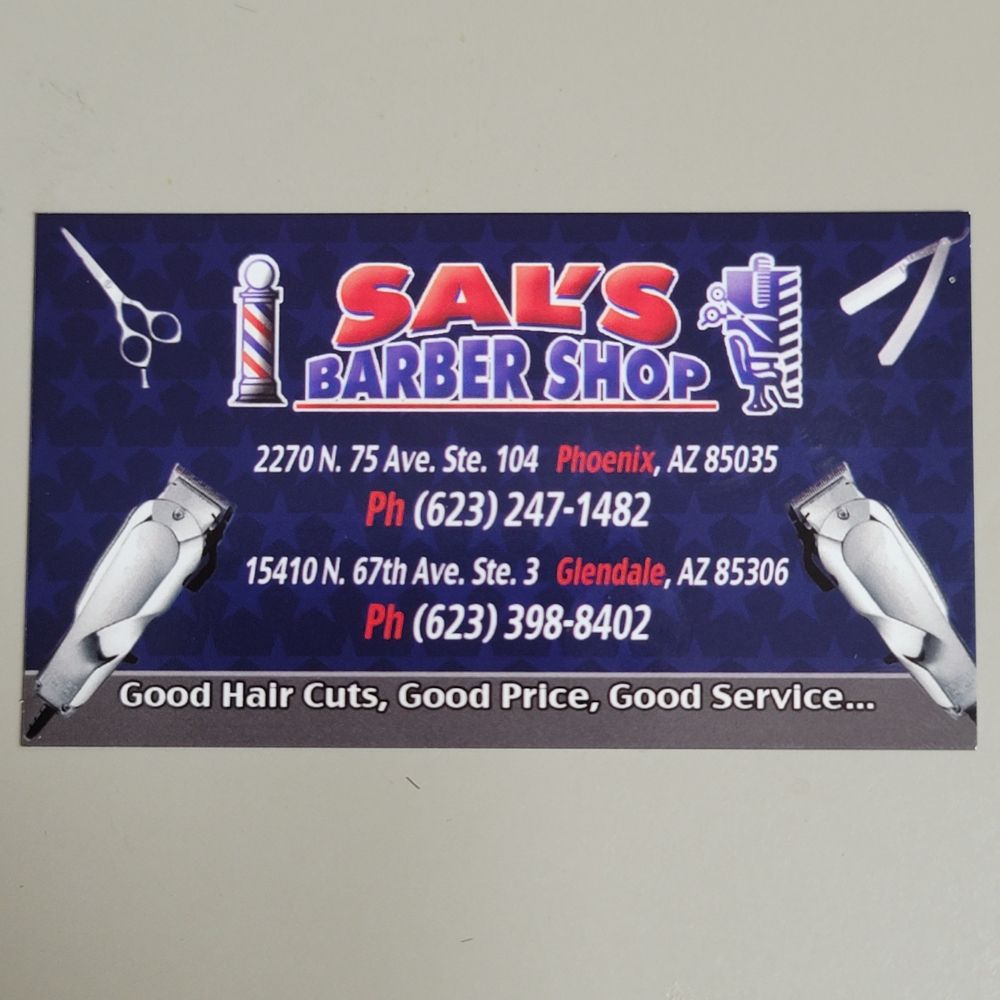 SAL'S
BARBER SHOP
2270 N. 75 Ave. Ste. 104 Phoenix, AZ 85035
Ph (623) 247-1482
15410 N. 67th Ave. Ste. 3 Glendale, AZ 85306
Ph (623) 398-8402
Good Hair Cuts, Good Price, Good Service...